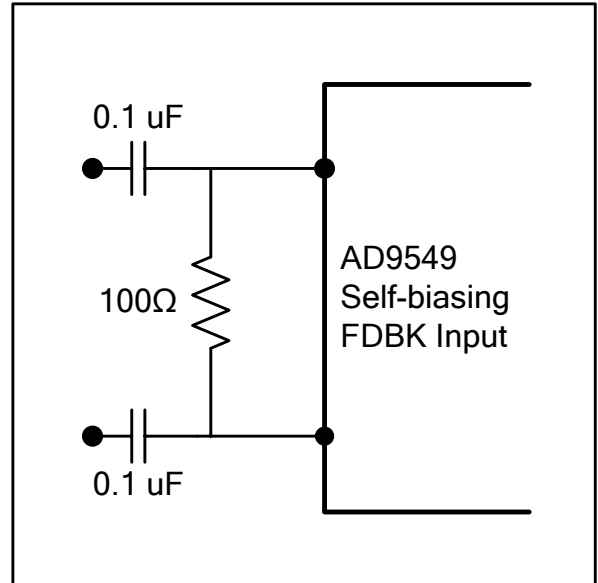 0.1 uF
100Ω
AD9549
Self-biasing
FDBK Input
0.1 uF